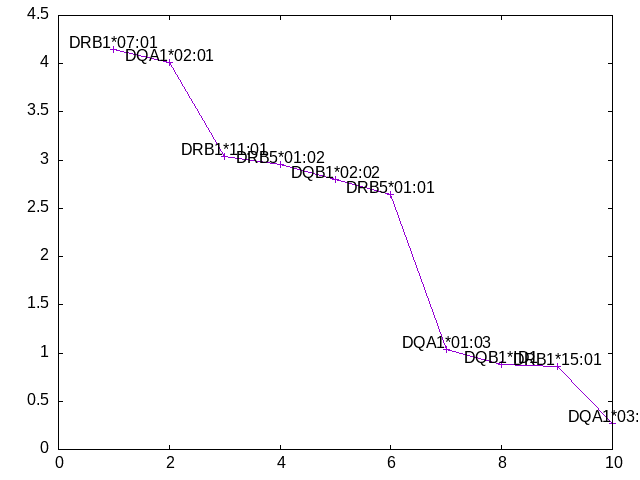 4.5
4
3.5
3
2.5
2
1.5
1
0.5
0
DRB1*07:01
DQA1*02:01
DRB1*11:01
DRB5*01:02
DQB1*02:02
DRB5*01:01
DQA1*01:03
DRB1*15:01
DQA1*03:
0 2 4 6 8 10